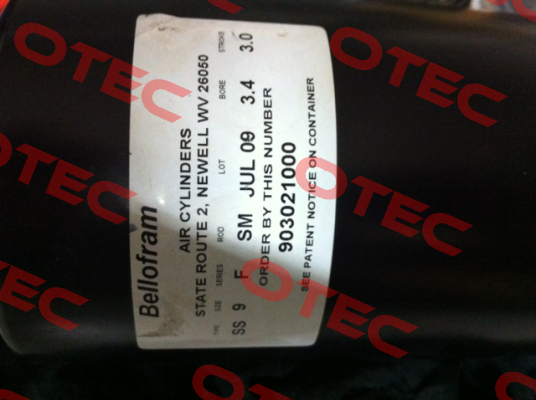 Bellofram
AIR CYLINDERS
STATE ROUTE 2, NEWELL WV 26050
TYPE SIZE SERIES ROD LOT BORE STROKE
SS 9 F SM JUL 09 3.4 3.0
ORDER BY THIS NUMBER
903021000
SEE PATENT NOTICE ON CONTAINER
OTEC
OTEC
OTEC
OTEC
OTEC
OTEC
OTEC